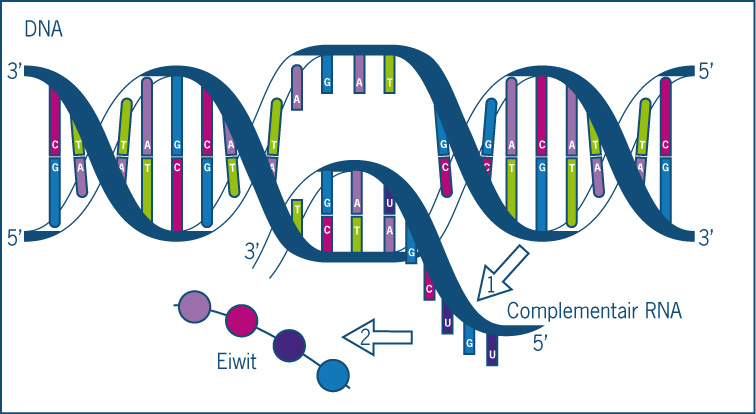 DNA
3’
5’
A G A T
C T T A G C A T G G C A T C
G A A T C G T A C C T G T A A G
T G A U
3’
C T A G
5’
3’
C
1
U
Complementair RNA
G
5’
U
2
Eiwit